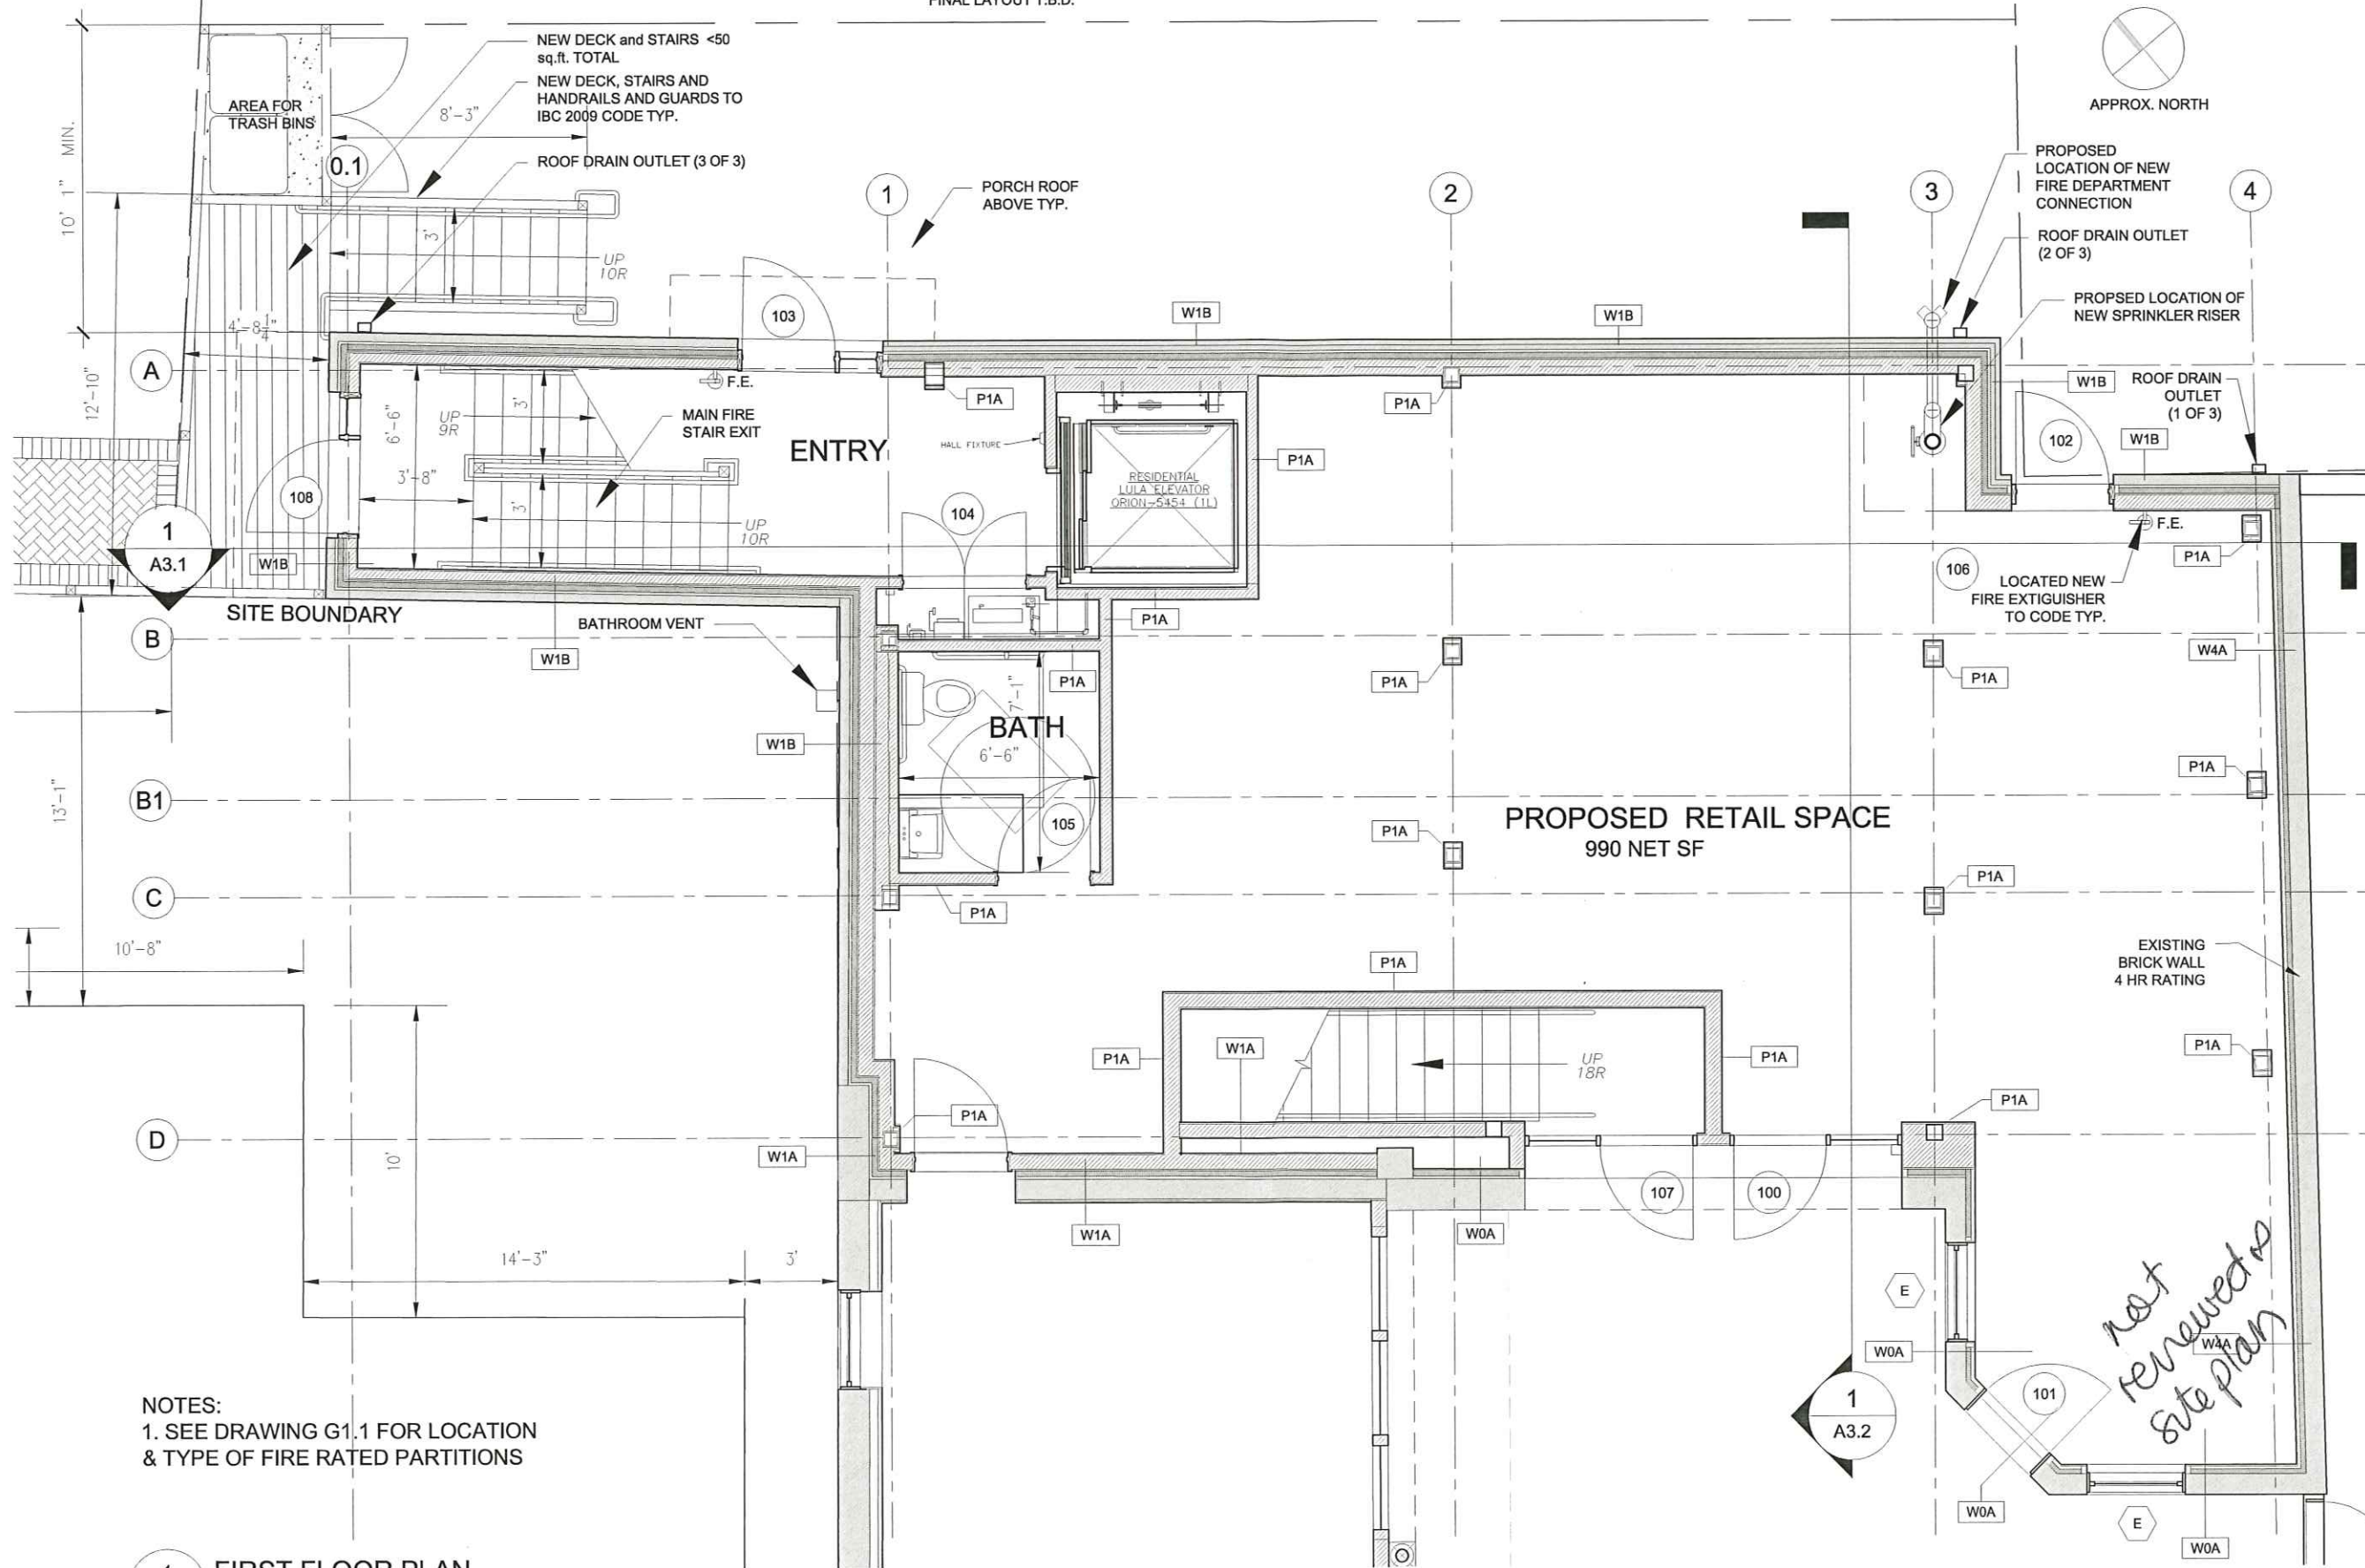 FINAL LAYOUT T.B.D.
NEW DECK and STAIRS <50
sq.ft. TOTAL
NEW DECK, STAIRS AND
HANDRAILS AND GUARDS TO
IBC 2009 CODE TYP.
ROOF DRAIN OUTLET (3 OF 3)
AREA FOR
TRASH BINS
8'-3"
10' 1" MIN.
0.1
3'
UP
10R
4'-8¼"
12'-10"
PORCH ROOF
ABOVE TYP.
1
2
3
4
APPROX. NORTH
PROPOSED
LOCATION OF NEW
FIRE DEPARTMENT
CONNECTION
ROOF DRAIN OUTLET
(2 OF 3)
PROPSED LOCATION OF
NEW SPRINKLER RISER
103
W1B
W1B
A
F.E.
P1A
P1A
W1B
ROOF DRAIN
OUTLET
(1 OF 3)
6'-6"
UP
9R
3'
MAIN FIRE
STAIR EXIT
ENTRY
HALL FIXTURE
P1A
102
W1B
3'-8"
RESIDENTIAL
LULA ELEVATOR
ORION-5454 (1L)
108
3'
104
UP
10R
F.E.
P1A
1
A3.1
W1B
106
LOCATED NEW
FIRE EXTIGUISHER
TO CODE TYP.
SITE BOUNDARY
BATHROOM VENT
P1A
B
W1B
P1A
P1A
P1A
W4A
7'-1"
BATH
6'-6"
W1B
P1A
B1
13'-1"
105
P1A
PROPOSED RETAIL SPACE
990 NET SF
C
P1A
P1A
10'-8"
P1A
EXISTING
BRICK WALL
4 HR RATING
P1A
W1A
UP
18R
P1A
P1A
P1A
P1A
D
10'
W1A
107
100
W1A
W0A
14'-3"
3'
E
not
reviewed as
site plan
W0A
W4A
101
1
A3.2
NOTES:
1. SEE DRAWING G1.1 FOR LOCATION
& TYPE OF FIRE RATED PARTITIONS
W0A
E
W0A
1
FIRST FLOOR PLAN